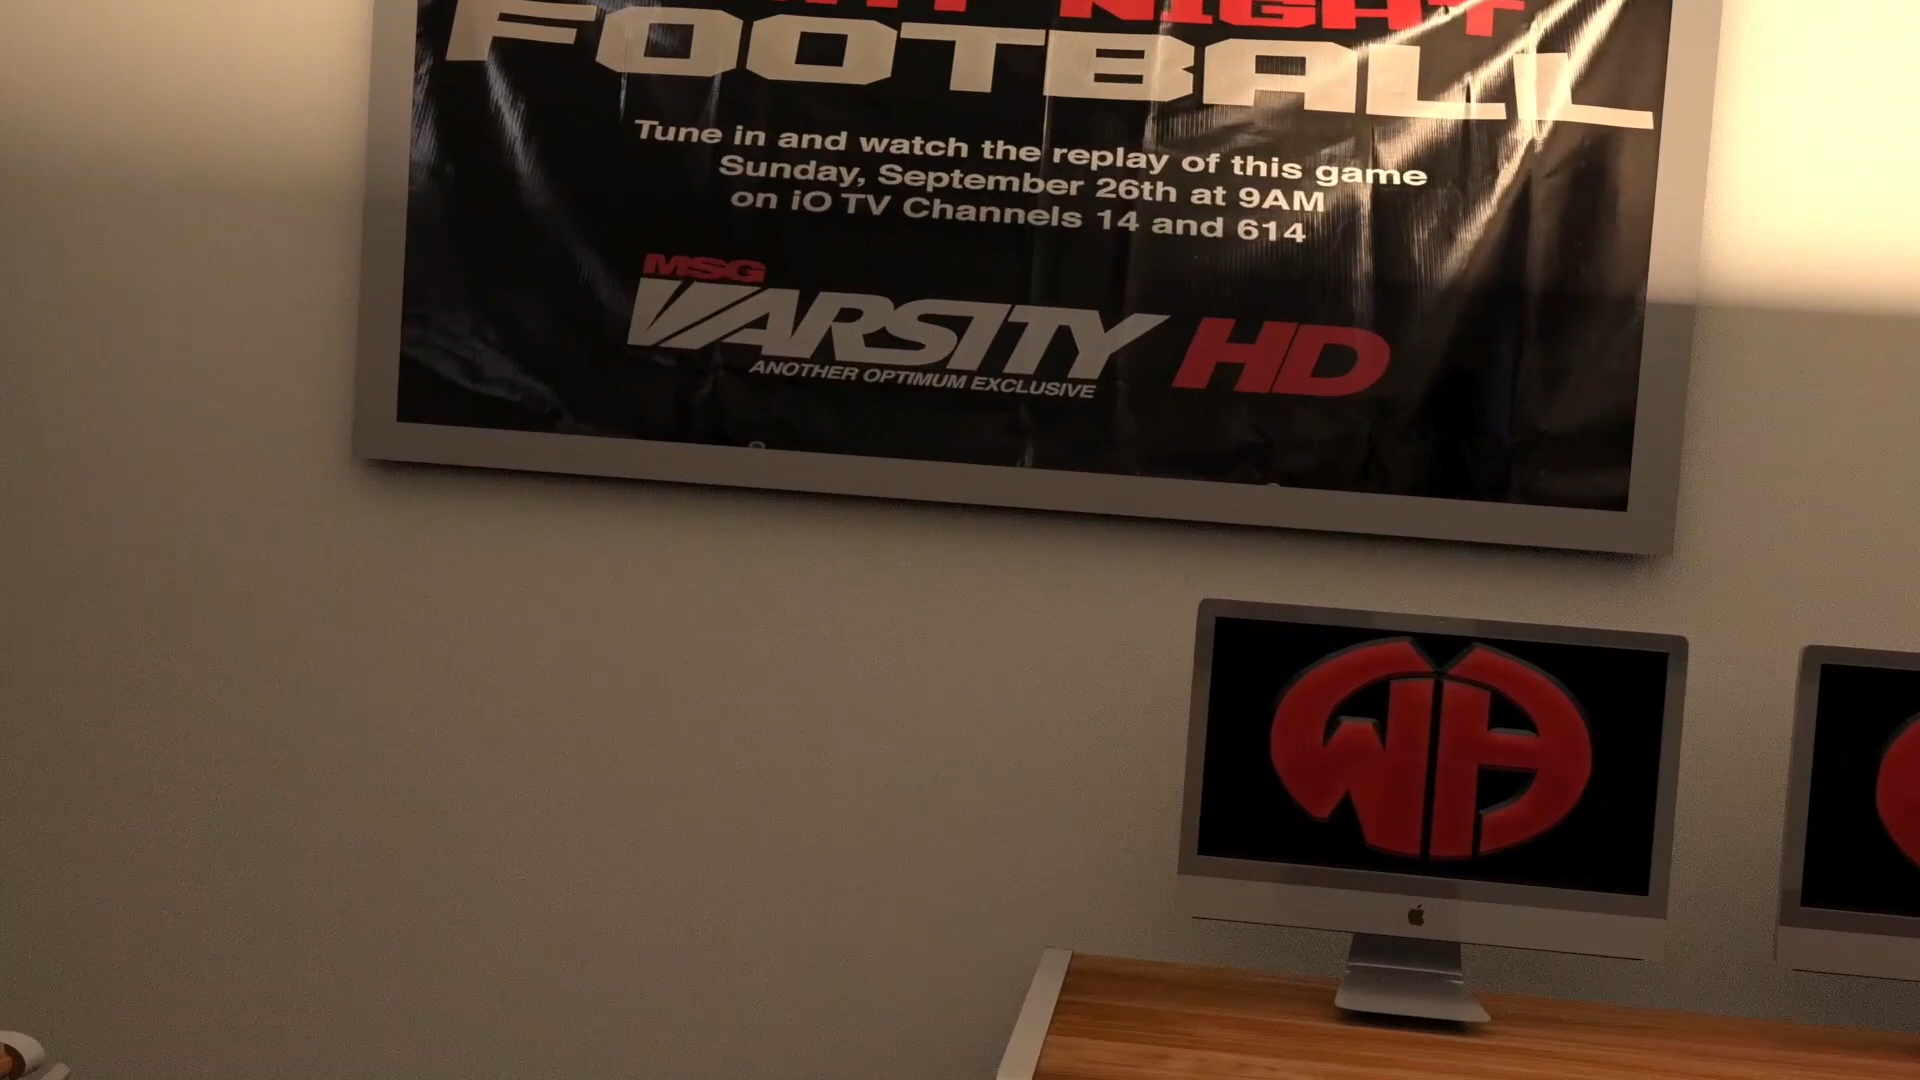 NIGHT
FOOTBALL
Tune in and watch the replay of this game
Sunday, September 26th at 9AM
on iO TV Channels 14 and 614
MSG
VARSITY HD
ANOTHER OPTIMUM EXCLUSIVE
WH